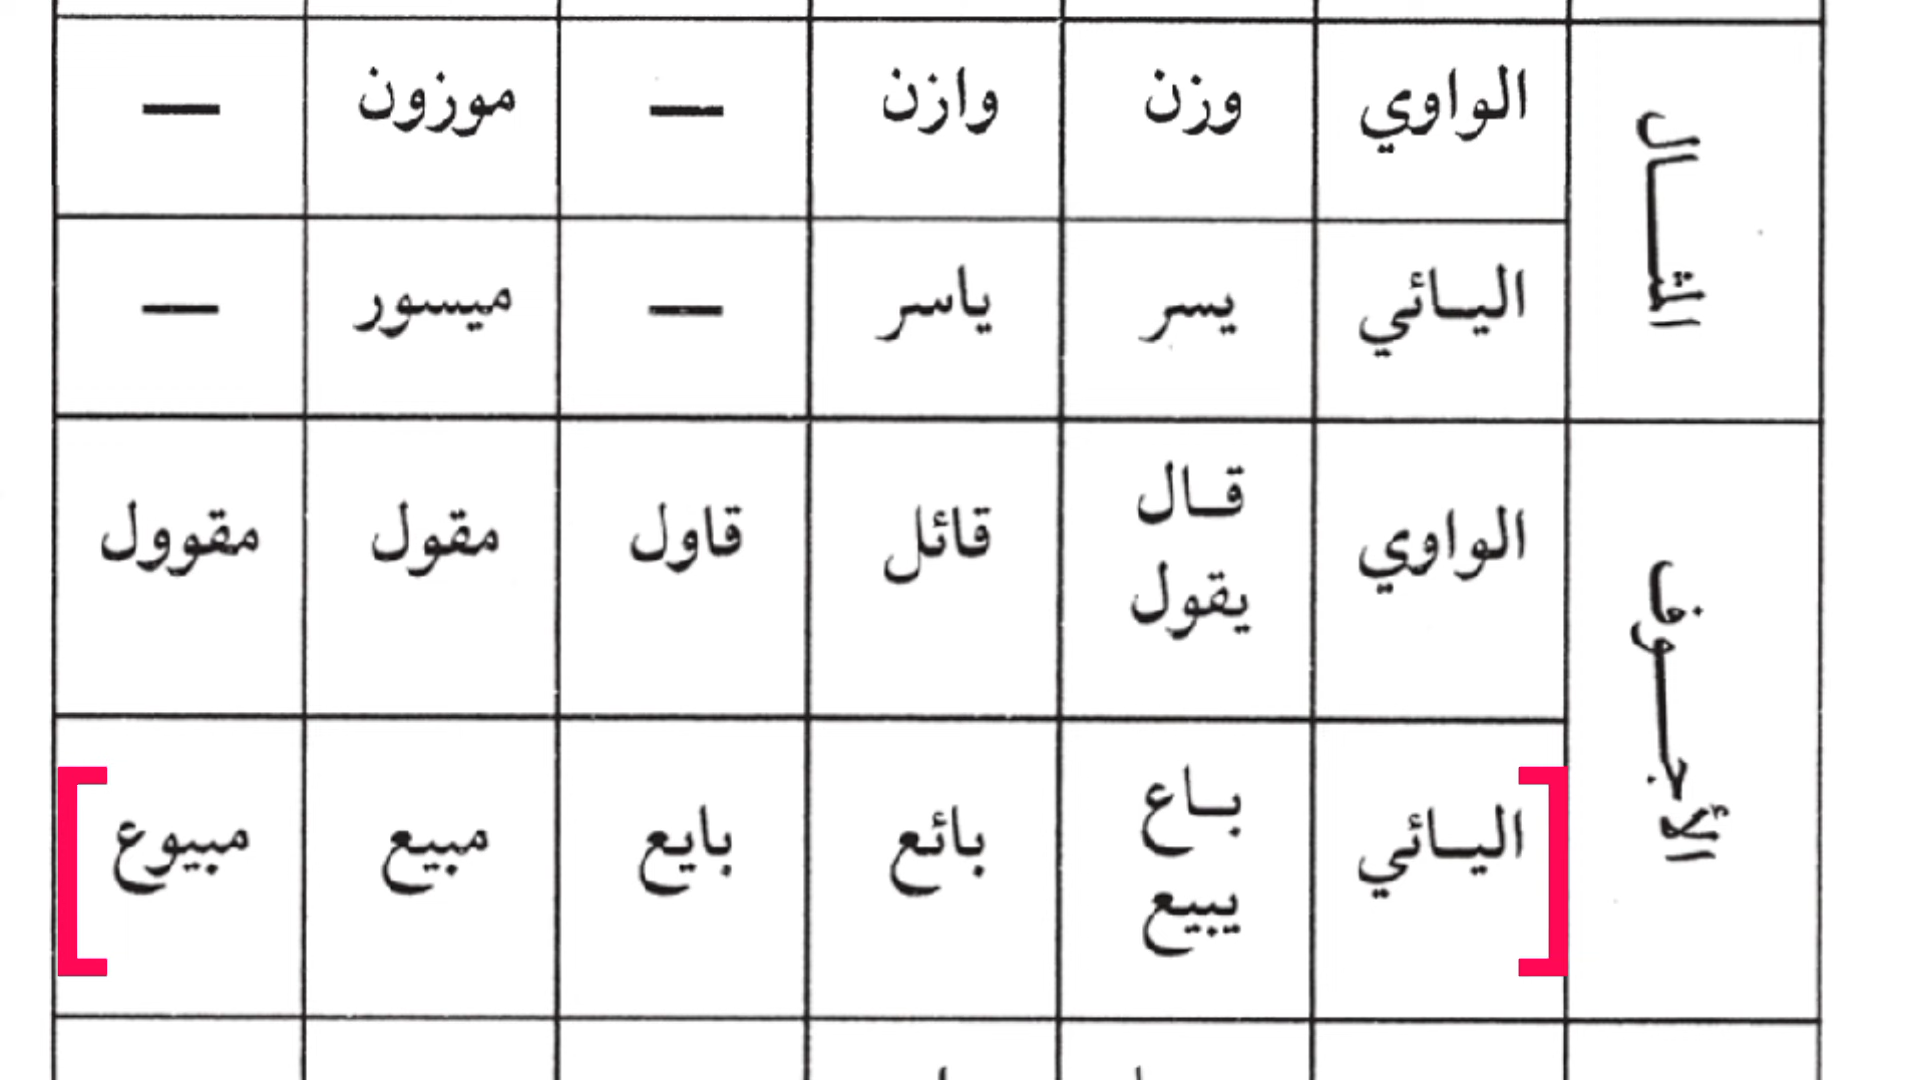 المثال
الواوي وزن وازن — موزون —
اليائي يسر ياسر — ميسور —
الأجوف
الواوي قال يقول قائل قاول مقول مقوول
اليائي باع يبيع بائع بايع مبيع مبيوع